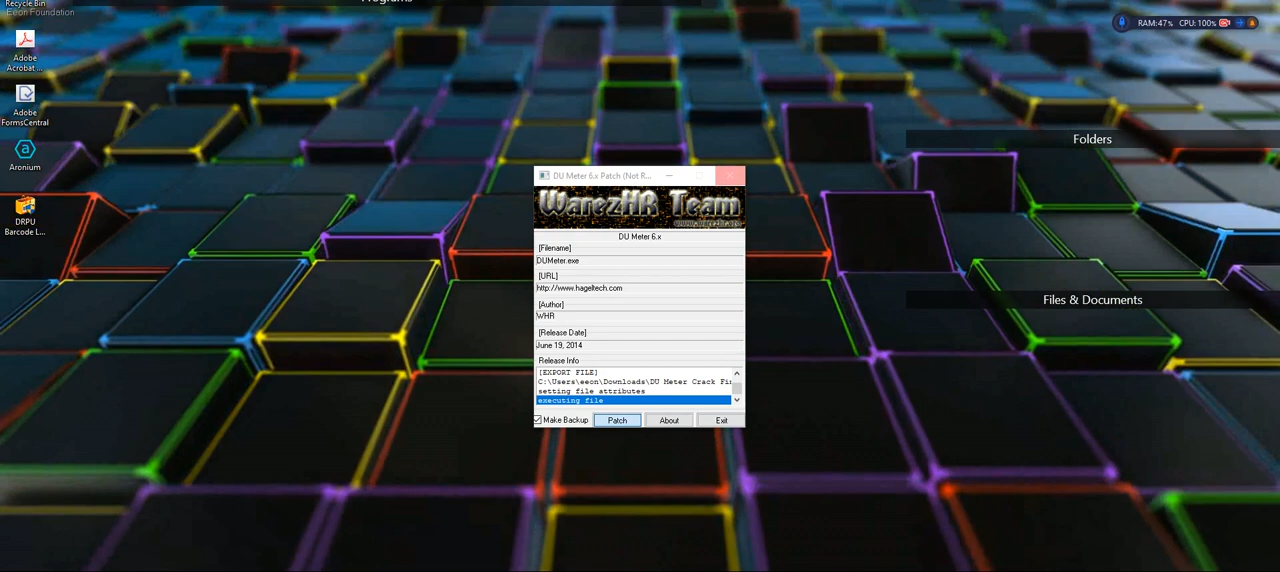 Recycle Bin
Eeon Foundation
Programs
Adobe
Acrobat ...
Adobe
FormsCentral
Aronium
DRPU
Barcode L...
RAM:47% CPU: 100%
Folders
Files & Documents
DU Meter 6.x Patch (Not R...
WarezHR Team
DU Meter 6.x
[Filename]
DUMeter.exe
[URL]
http://www.hageltech.com
[Author]
WHR
[Release Date]
June 19, 2014
Release Info
[EXPORT FILE]
C:\Users\eeon\Downloads\DU Meter Crack Fi
setting file attributes
executing file
Make Backup
Patch
About
Exit